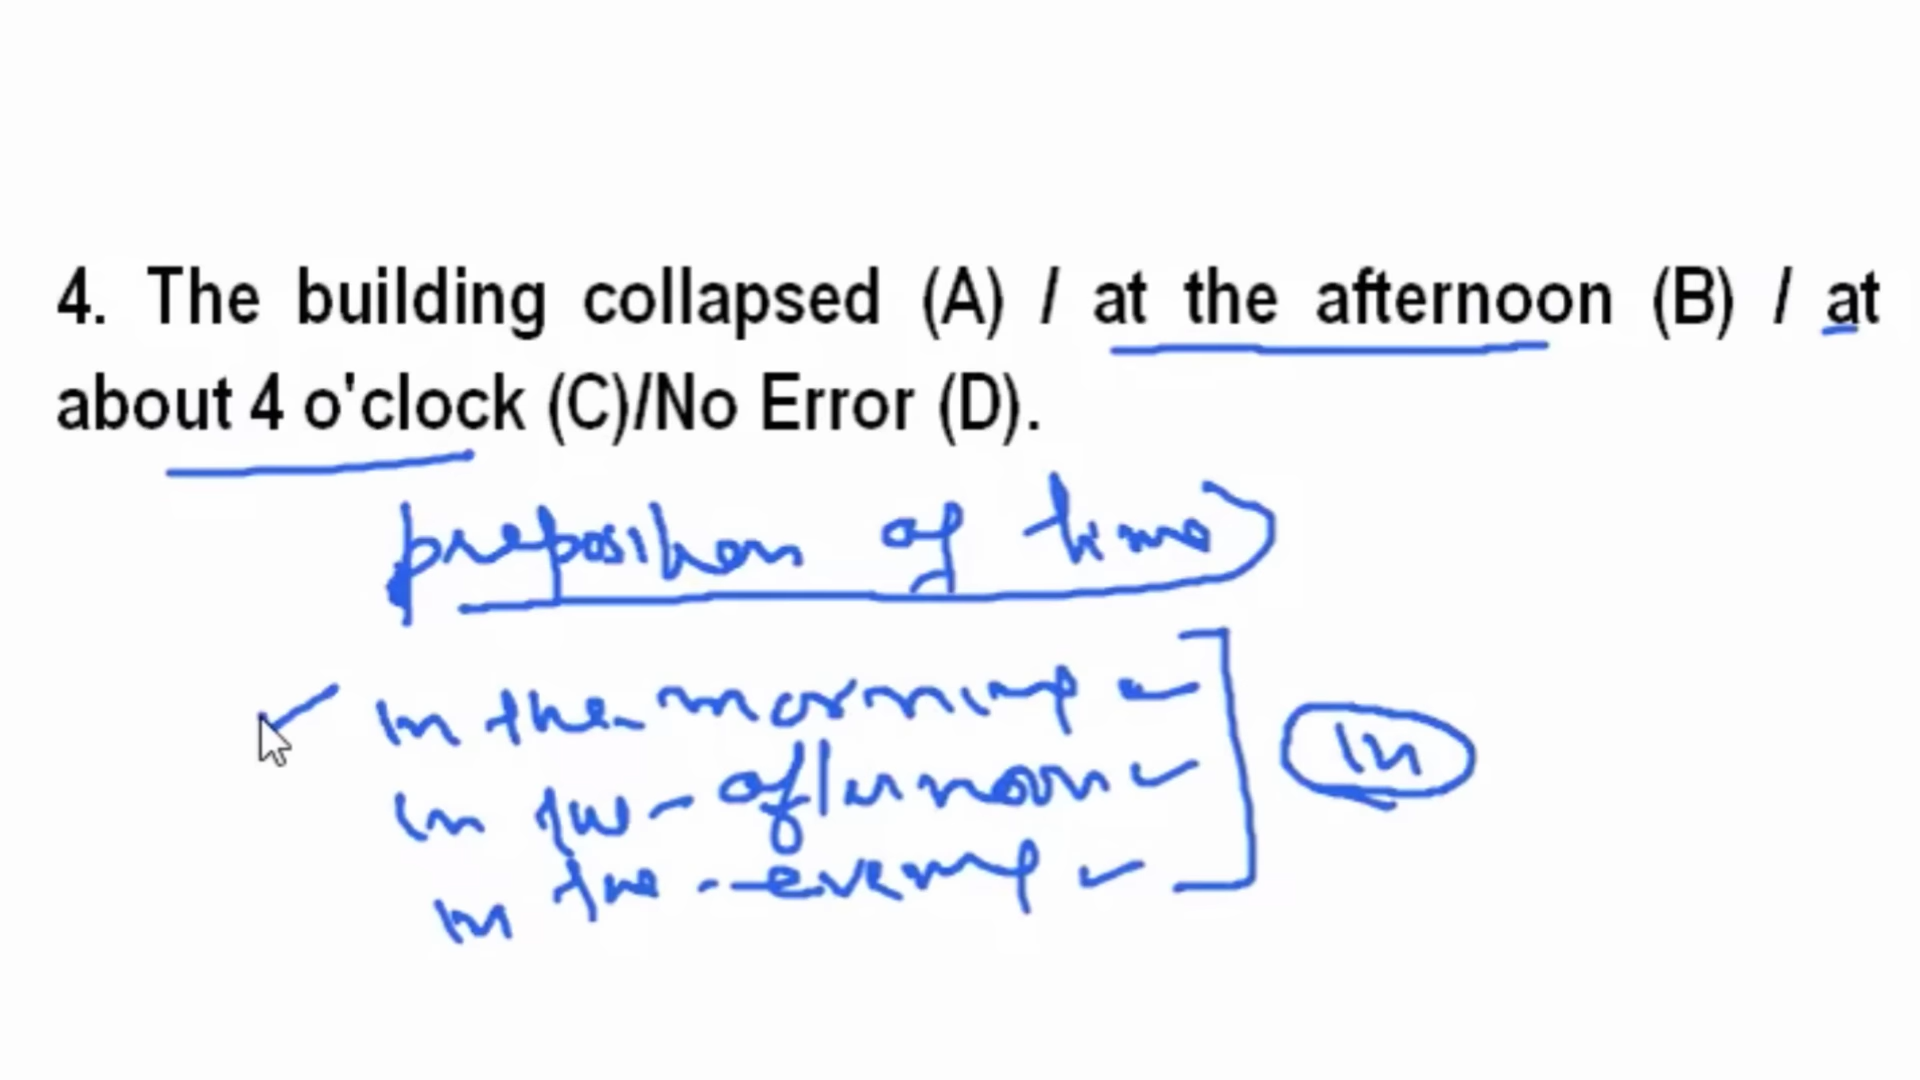 4. The building collapsed (A) / at the afternoon (B) / at
about 4 o'clock (C)/No Error (D).
preposition of time
in the morning
in the afternoon
in the evening
in